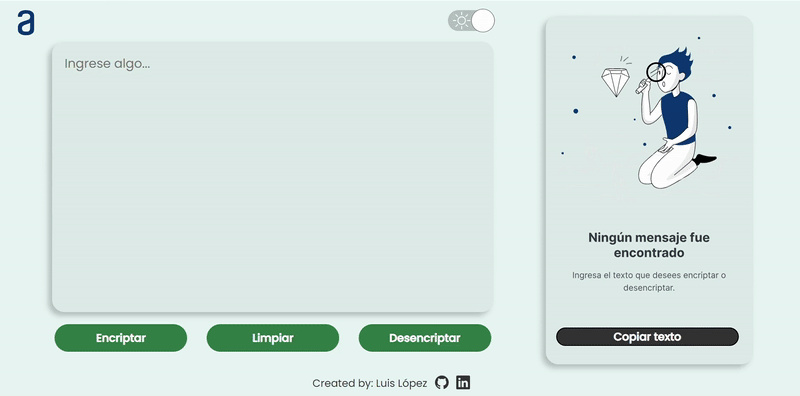 a
Ingrese algo...
Encriptar
Limpiar
Desencriptar
Created by: Luis López
in
Ningún mensaje fue
encontrado
Ingresa el texto que desees encriptar o
desencriptar.
Copiar texto